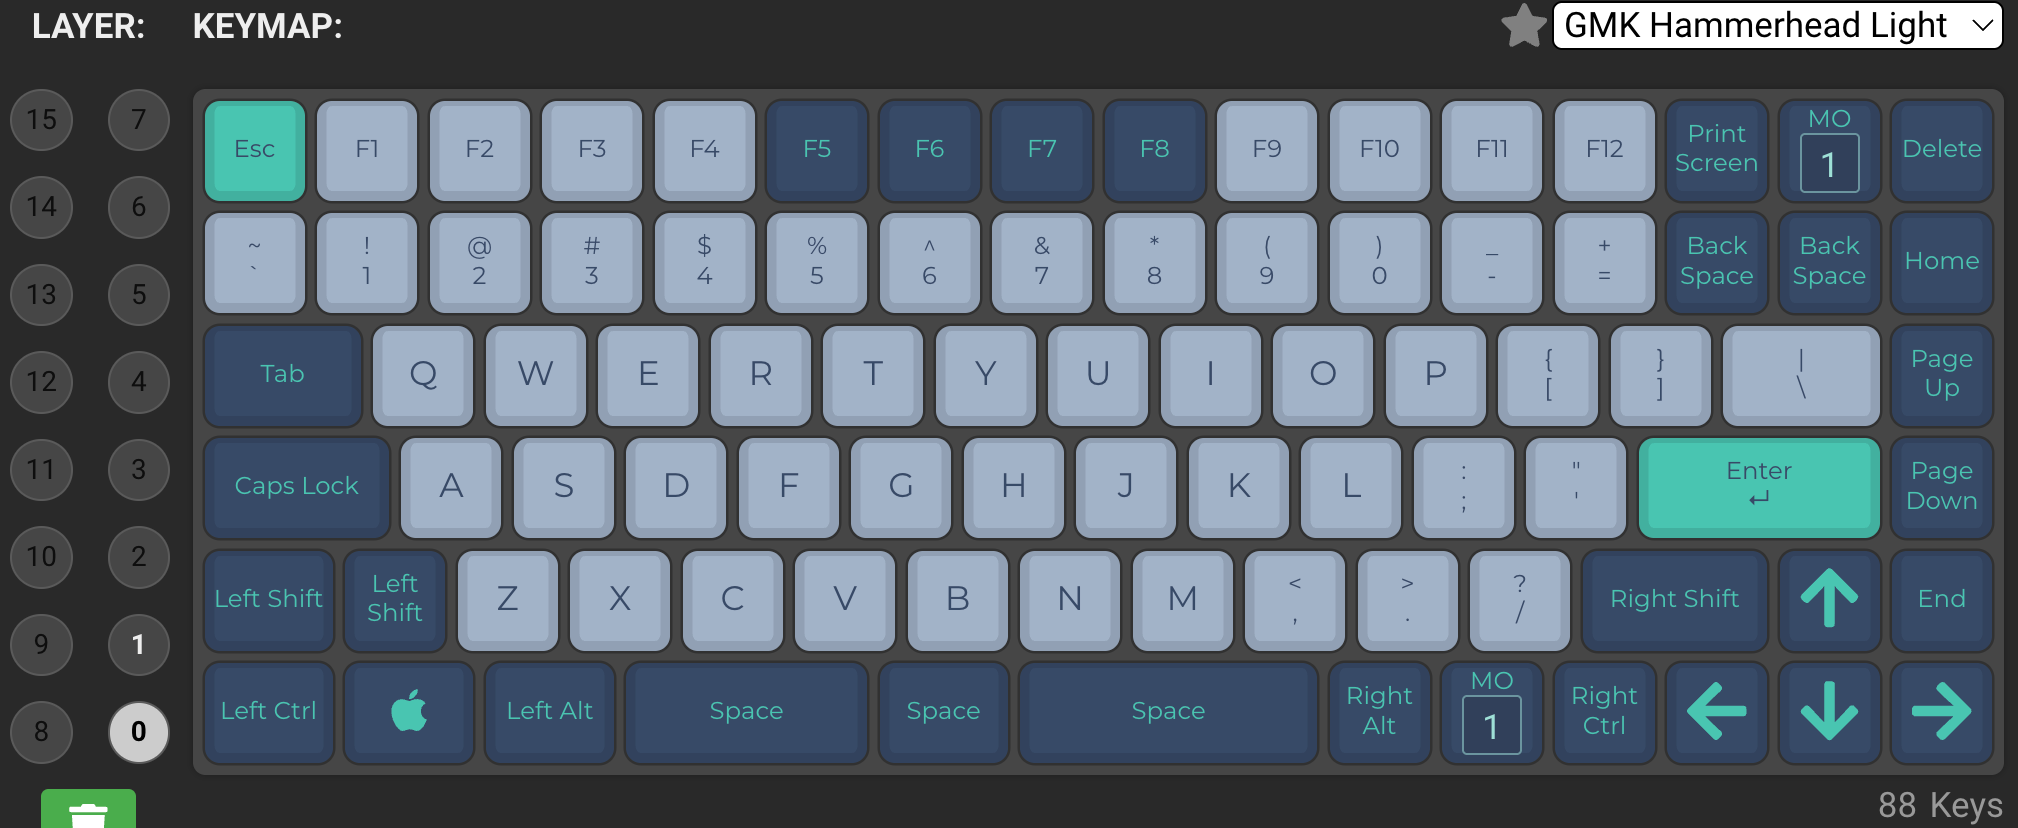 LAYER: KEYMAP: GMK Hammerhead Light
15 7 Esc F1 F2 F3 F4 F5 F6 F7 F8 F9 F10 F11 F12 Print Screen MO 1 Delete
14 6 ~ ` ! 1 @ 2 # 3 $ 4 % 5 ^ 6 & 7 * 8 ( 9 ) 0 _ - + = Back Space Back Space Home
13 5
12 4 Tab Q W E R T Y U I O P { [ } ] | \ Page Up
11 3 Caps Lock A S D F G H J K L : ; " ' Enter ↵ Page Down
10 2
9 1 Left Shift Left Shift Z X C V B N M < , > . ? / Right Shift ↑ End
8 0 Left Ctrl Left Alt Space Space Space Right Alt MO 1 Right Ctrl ← ↓ →
88 Keys